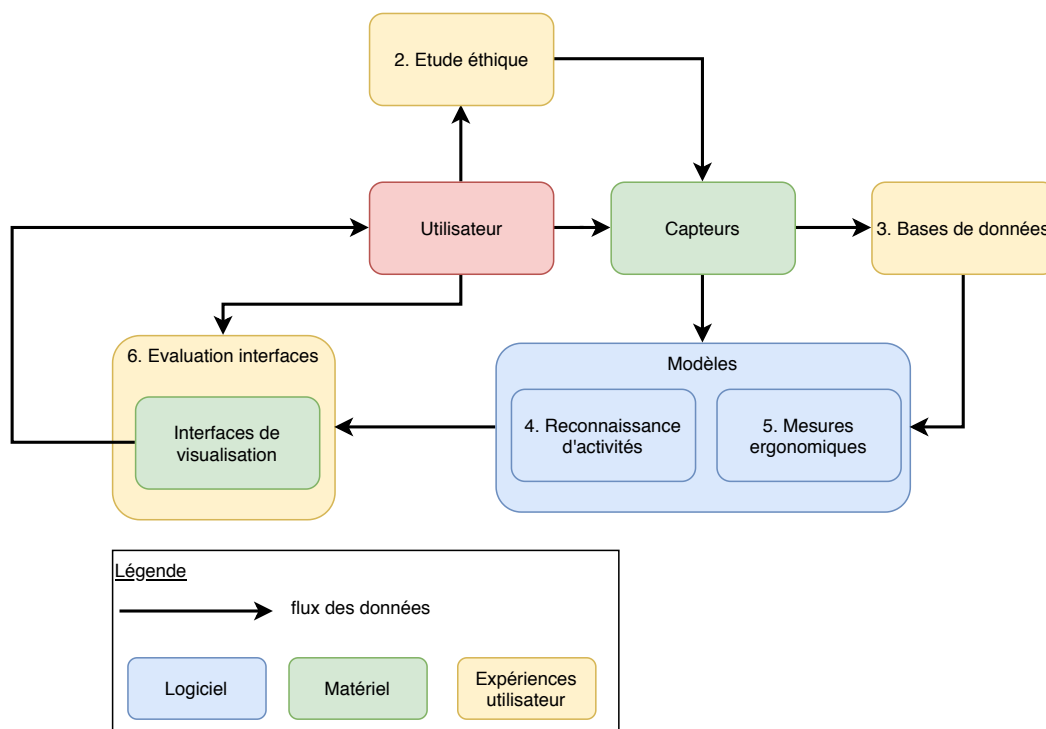 2. Etude éthique
Utilisateur
Capteurs
3. Bases de données
6. Evaluation interfaces
Interfaces de
visualisation
Modèles
4. Reconnaissance
d'activités
5. Mesures
ergonomiques
Légende
flux des données
Logiciel
Matériel
Expériences
utilisateur